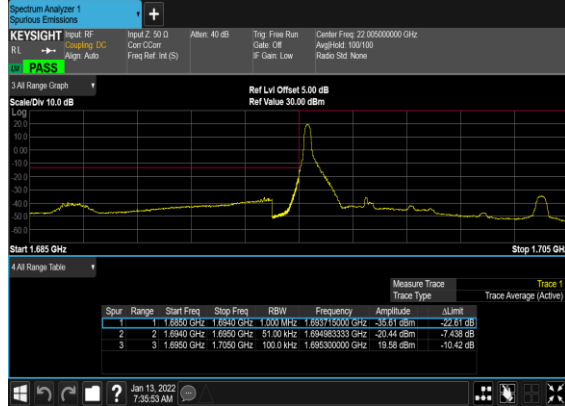 Spectrum Analyzer 1
Spurious Emissions
KEYSIGHT Input: RF Input Z: 50 Ω Atten: 40 dB Trig: Free Run Center Freq: 22.005000000 GHz
RL Coupling: DC Corr CCorr Gate: Off Avg|Hold: 100/100
Align: Auto Freq Ref: Int (S) IF Gain: Low Radio Std: None
PASS
3 All Range Graph
Ref Lvl Offset 5.00 dB
Scale/Div 10.0 dB Ref Value 30.00 dBm
Log
20.0
10.0
0.00
-10.0
-20.0
-30.0
-40.0
-50.0
-60.0
Start 1.685 GHz Stop 1.705 GH
4 All Range Table
Measure Trace Trace 1
Trace Type Trace Average (Active)
Spur Range Start Freq Stop Freq RBW Frequency Amplitude ΔLimit
1 1 1.6850 GHz 1.6940 GHz 1.000 MHz 1.693715000 GHz -35.61 dBm -22.61 dB
2 2 1.6940 GHz 1.6950 GHz 51.00 kHz 1.694983333 GHz -20.44 dBm -7.438 dB
3 3 1.6950 GHz 1.7050 GHz 100.0 kHz 1.695300000 GHz 19.58 dBm -10.42 dB
Jan 13, 2022
7:35:53 AM